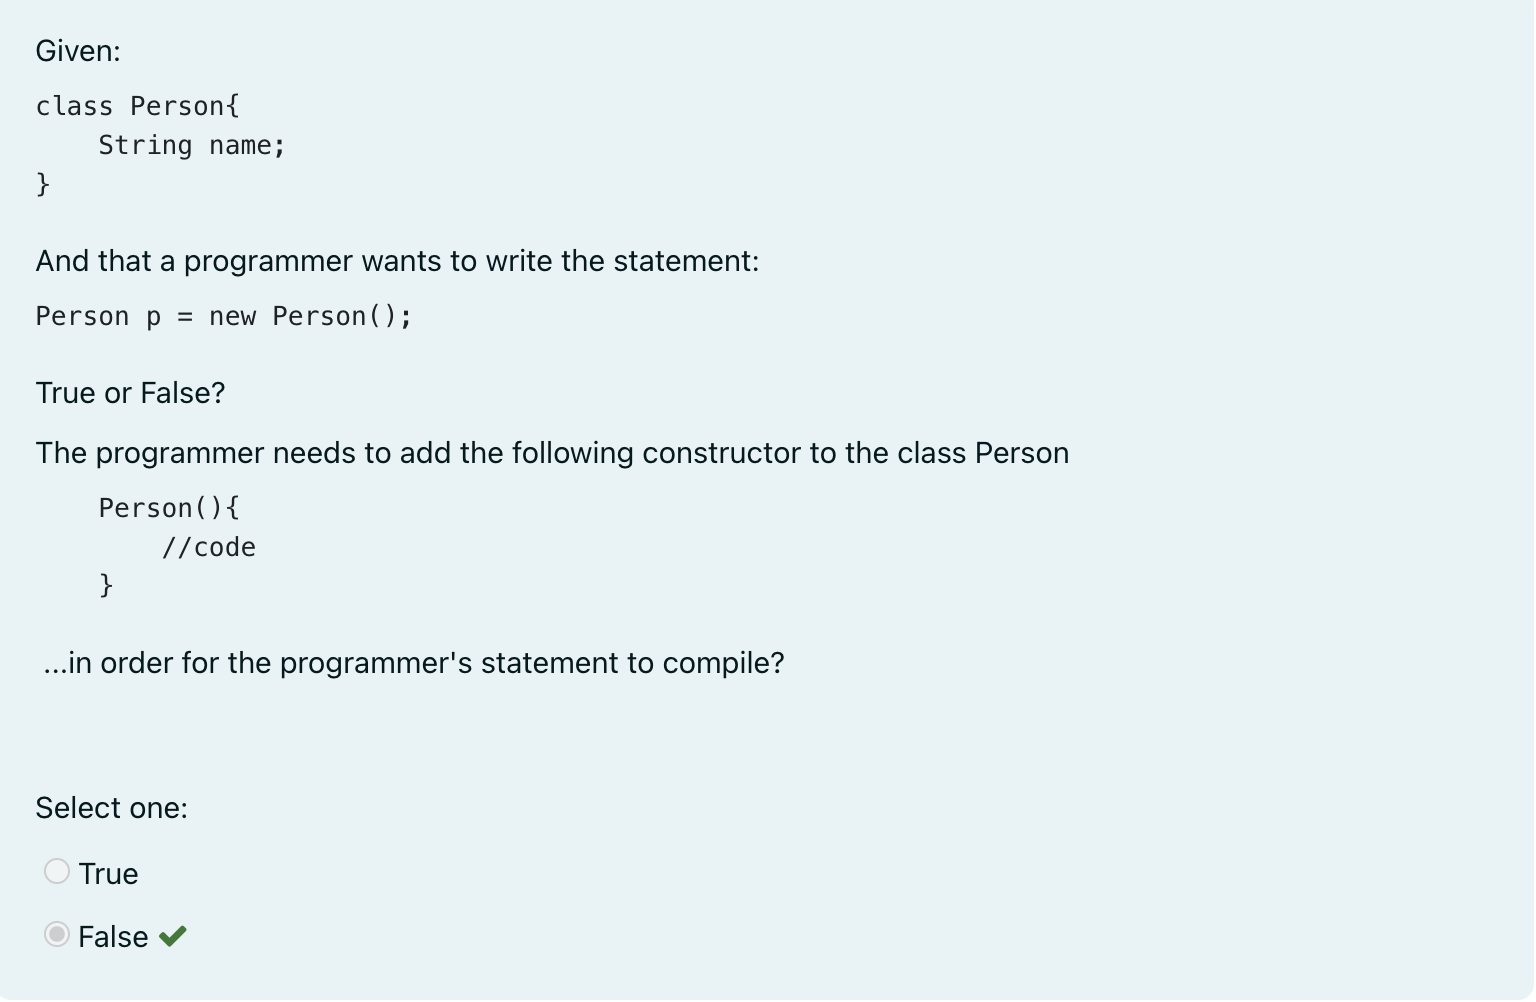 Given:
class Person{
    String name;
}
And that a programmer wants to write the statement:
Person p = new Person();
True or False?
The programmer needs to add the following constructor to the class Person
    Person(){
        //code
    }
...in order for the programmer's statement to compile?
Select one:
True
False